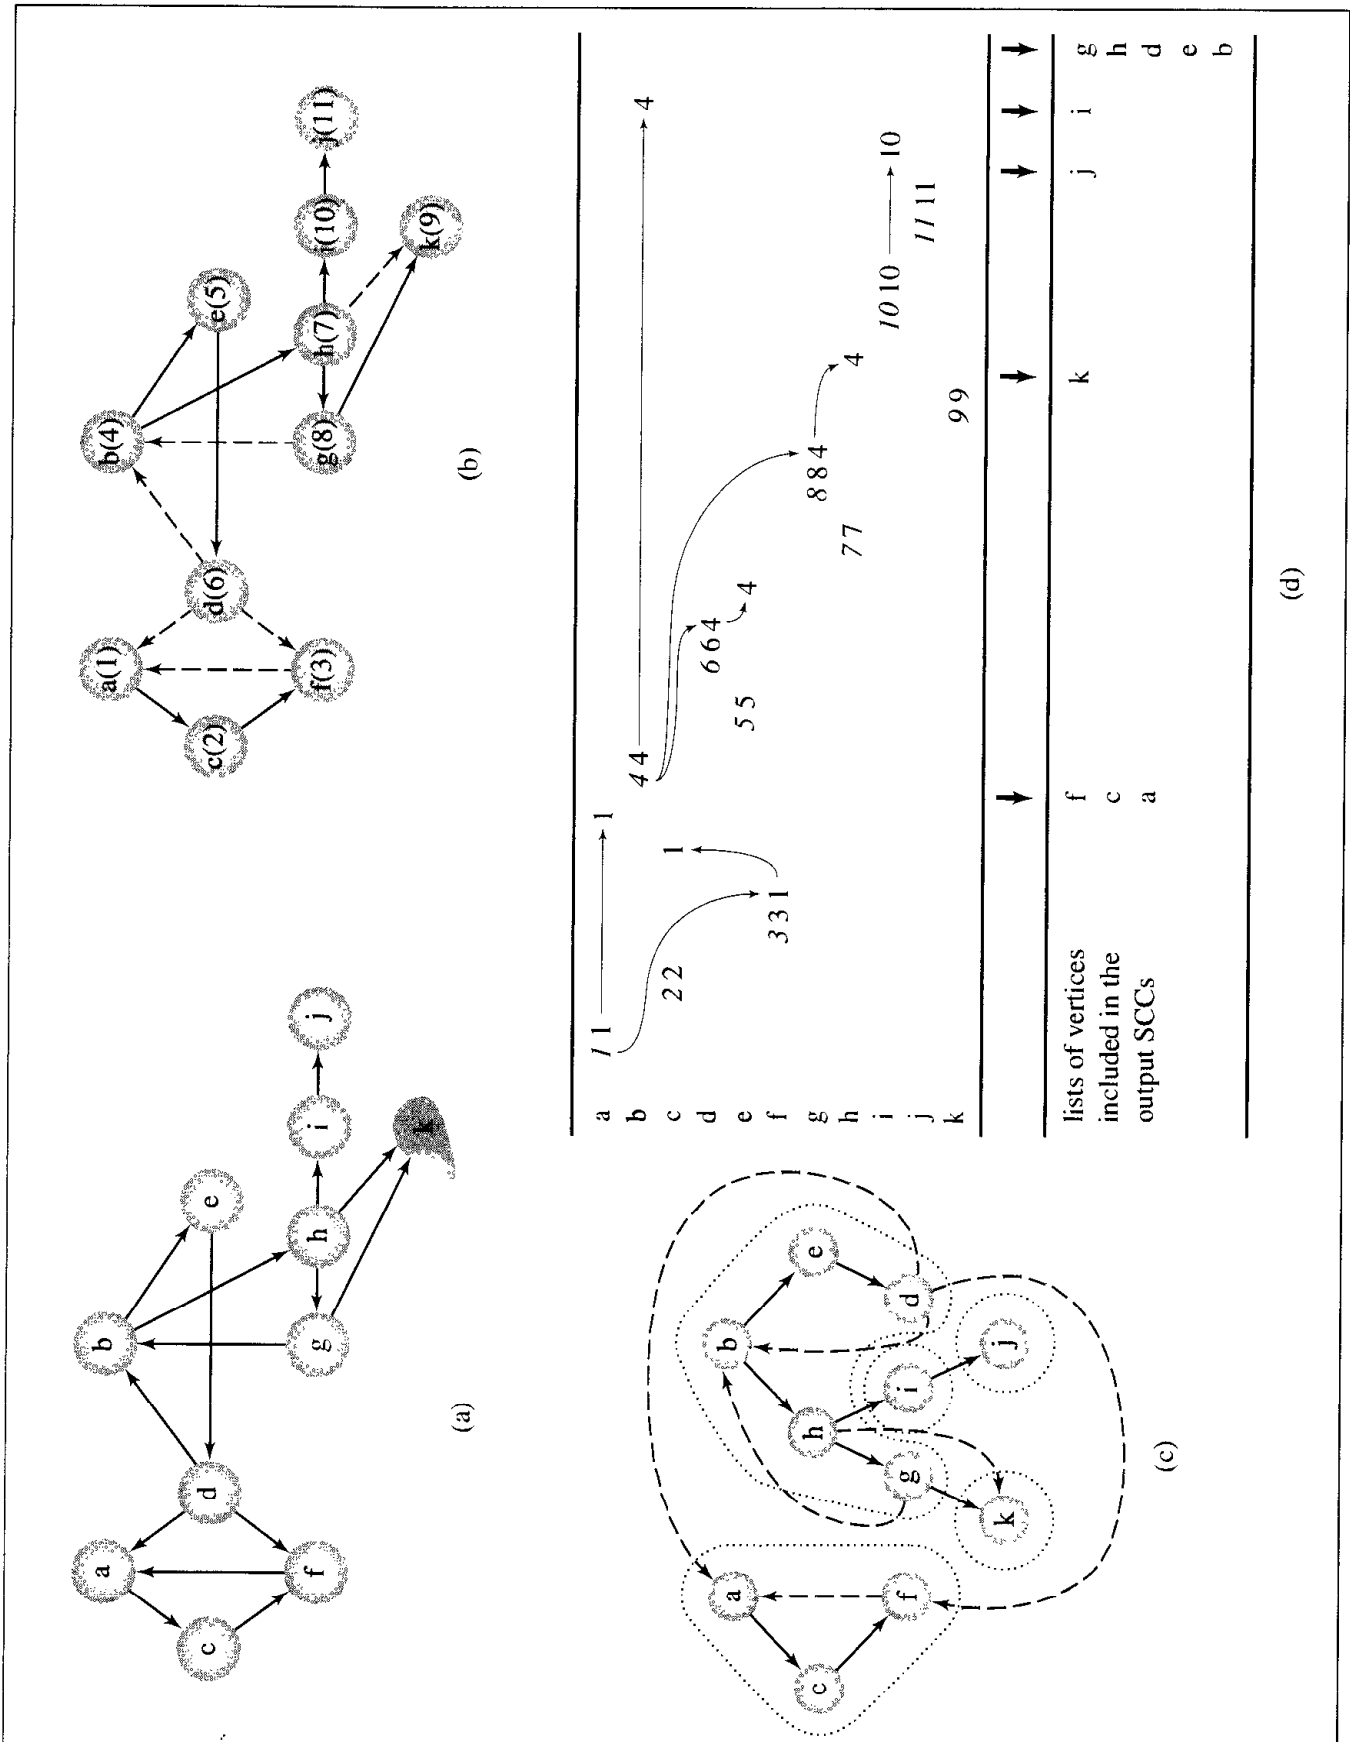 a
b
c
d
e
f
g
h
i
j
k
(a)
a(1)
b(4)
c(2)
d(6)
e(5)
f(3)
g(8)
h(7)
i(10)
j(11)
k(9)
(b)
a
b
c
e
h
f
g
i
d
k
j
(c)
a 1 1 1
b 4 4 4
c 2 2 1
d 6 6 4
e 5 5 4
f 3 3 1
g 8 8 4
h 7 7 4
i 10 10 10
j 11 11
k 9 9
lists of vertices f k j i g
included in the c h
output SCCs a d
e
b
(d)